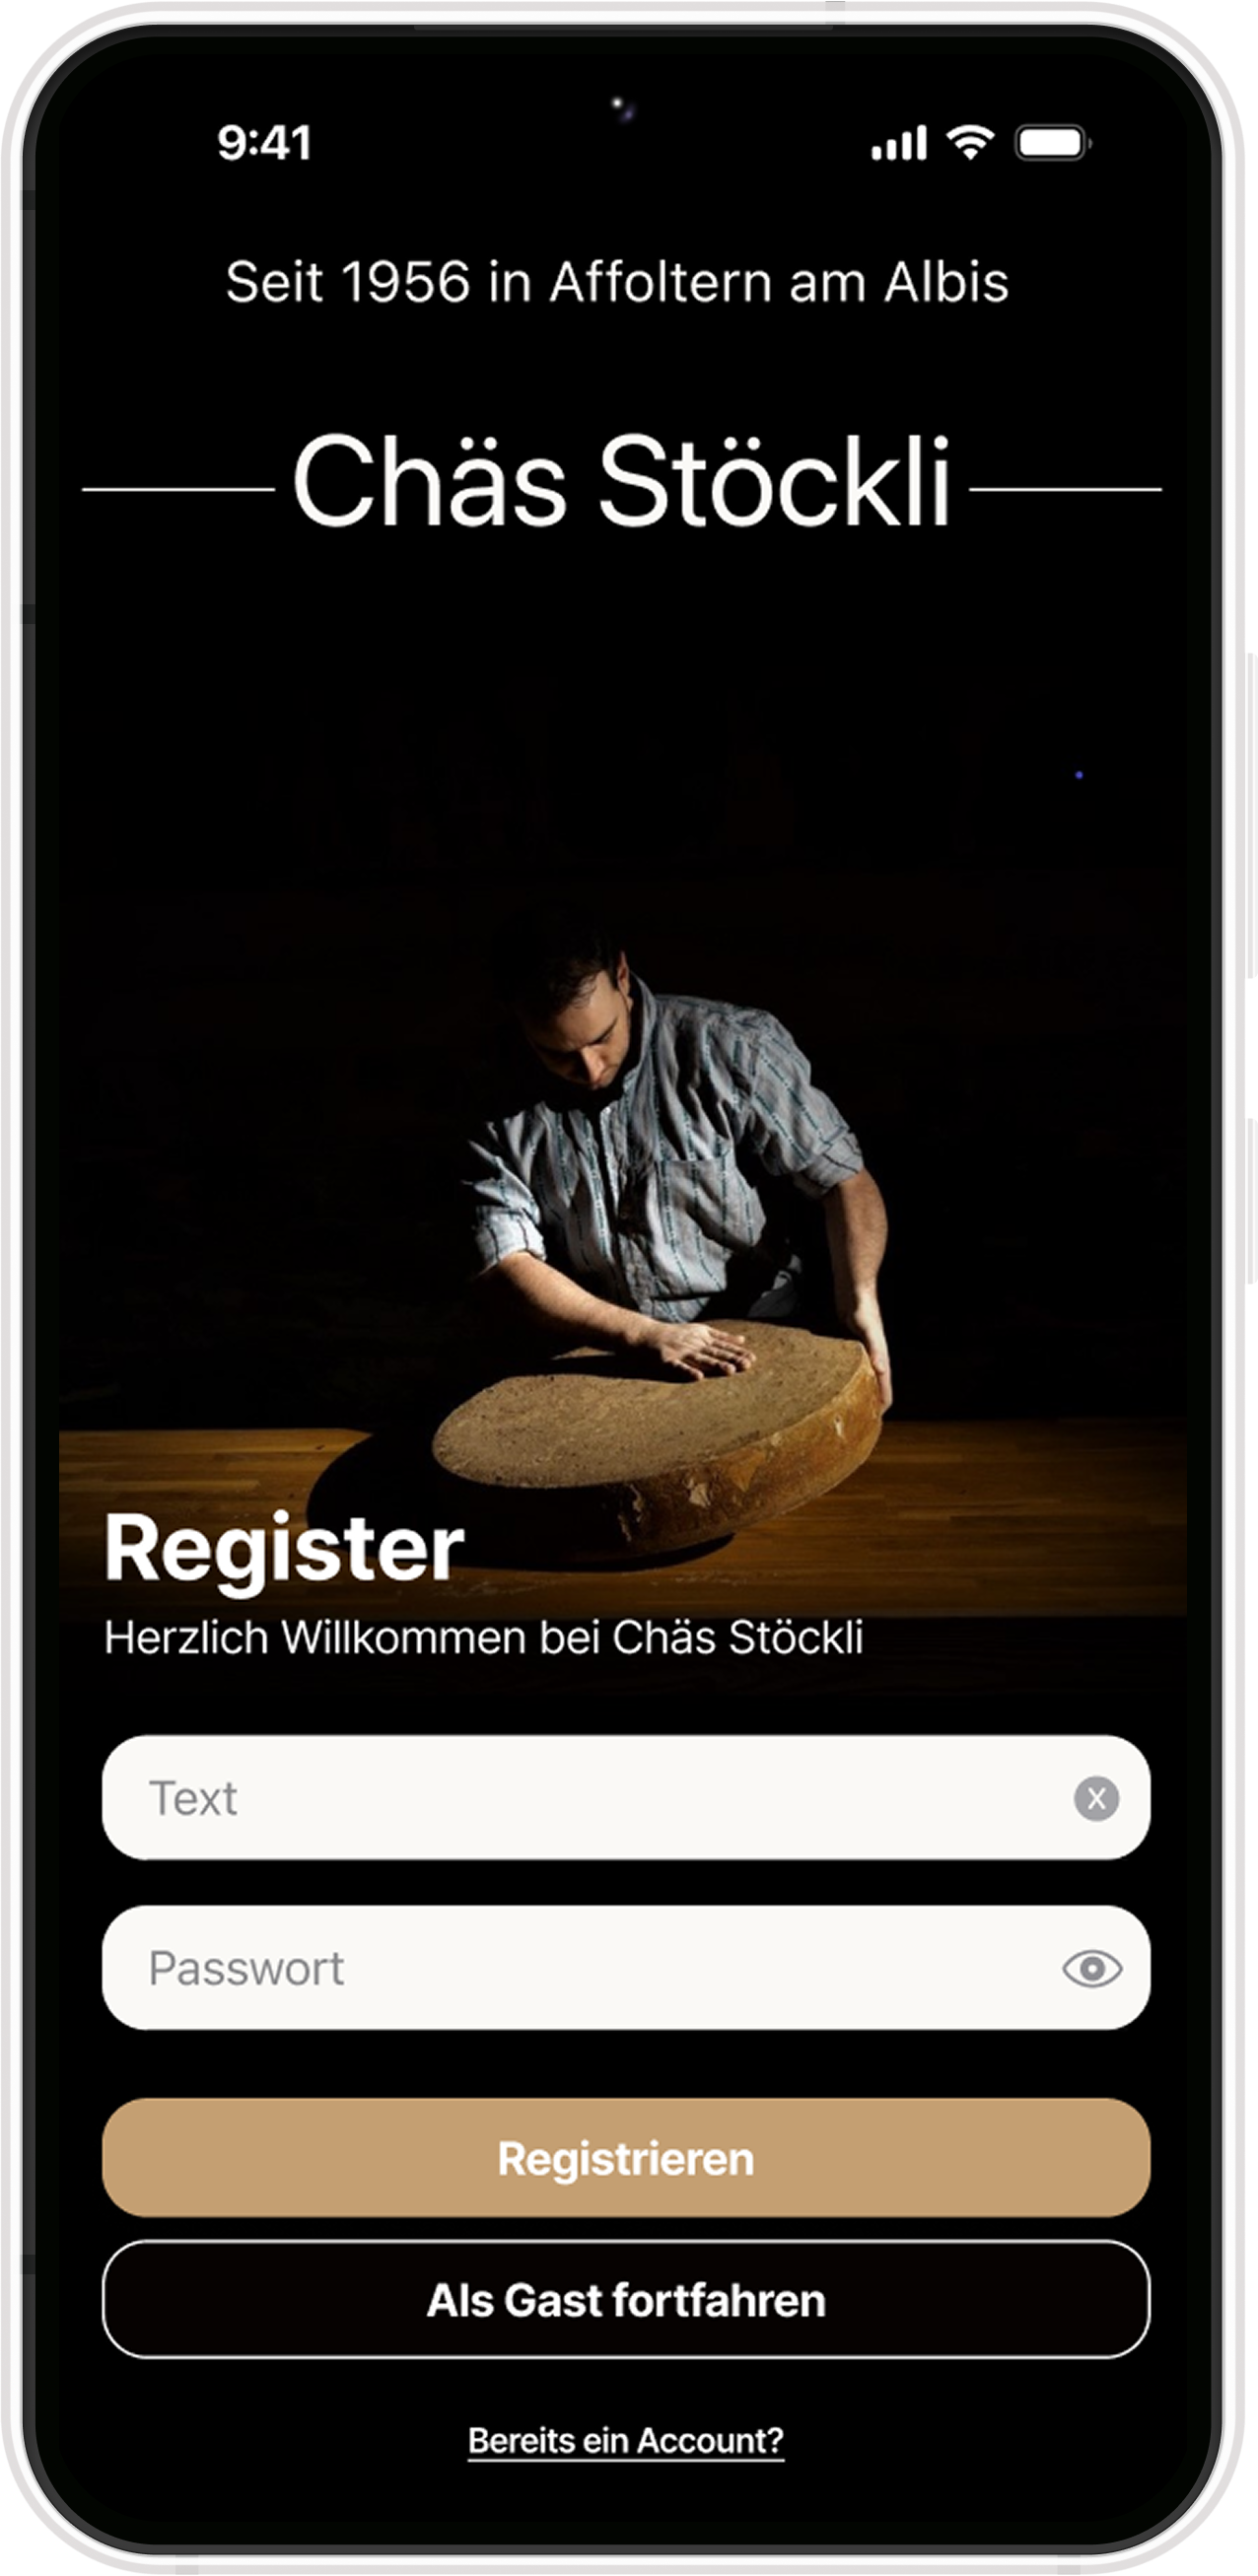 9:41
Seit 1956 in Affoltern am Albis
Chäs Stöckli
Register
Herzlich Willkommen bei Chäs Stöckli
Text
X
Passwort
Registrieren
Als Gast fortfahren
Bereits ein Account?